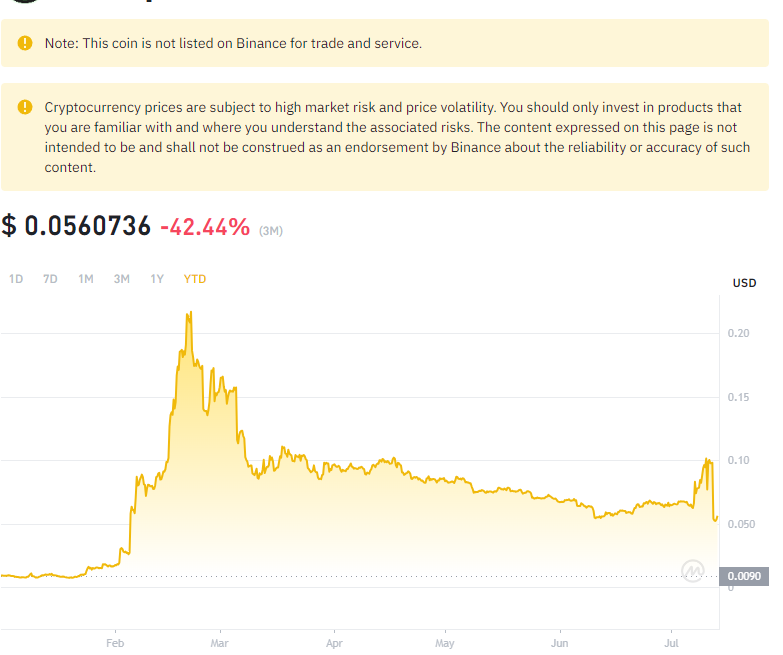 Note: This coin is not listed on Binance for trade and service.
Cryptocurrency prices are subject to high market risk and price volatility. You should only invest in products that
you are familiar with and where you understand the associated risks. The content expressed on this page is not
intended to be and shall not be construed as an endorsement by Binance about the reliability or accuracy of such
content.
$ 0.0560736 -42.44% (3M)
1D 7D 1M 3M 1Y YTD
USD
0.20
0.15
0.10
0.050
0.0090
0
Feb Mar Apr May Jun Jul